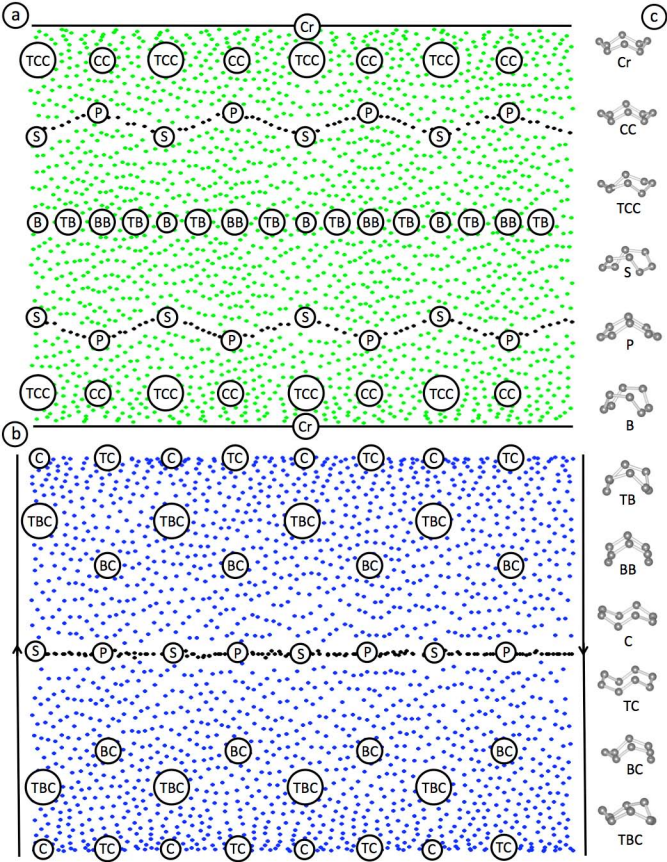 a
Cr
c
TCC CC TCC CC TCC CC TCC CC
P P P P
S S S S
B TB BB TB B TB BB TB B TB BB TB B TB BB TB
S S S S
P P P P
TCC CC TCC CC TCC CC TCC CC
Cr
b
C TC C TC C TC C TC
TBC TBC TBC TBC
BC BC BC BC
S P S P S P S P
BC BC BC BC
TBC TBC TBC TBC
C TC C TC C TC C TC
Cr
CC
TCC
S
P
B
TB
BB
C
TC
BC
TBC